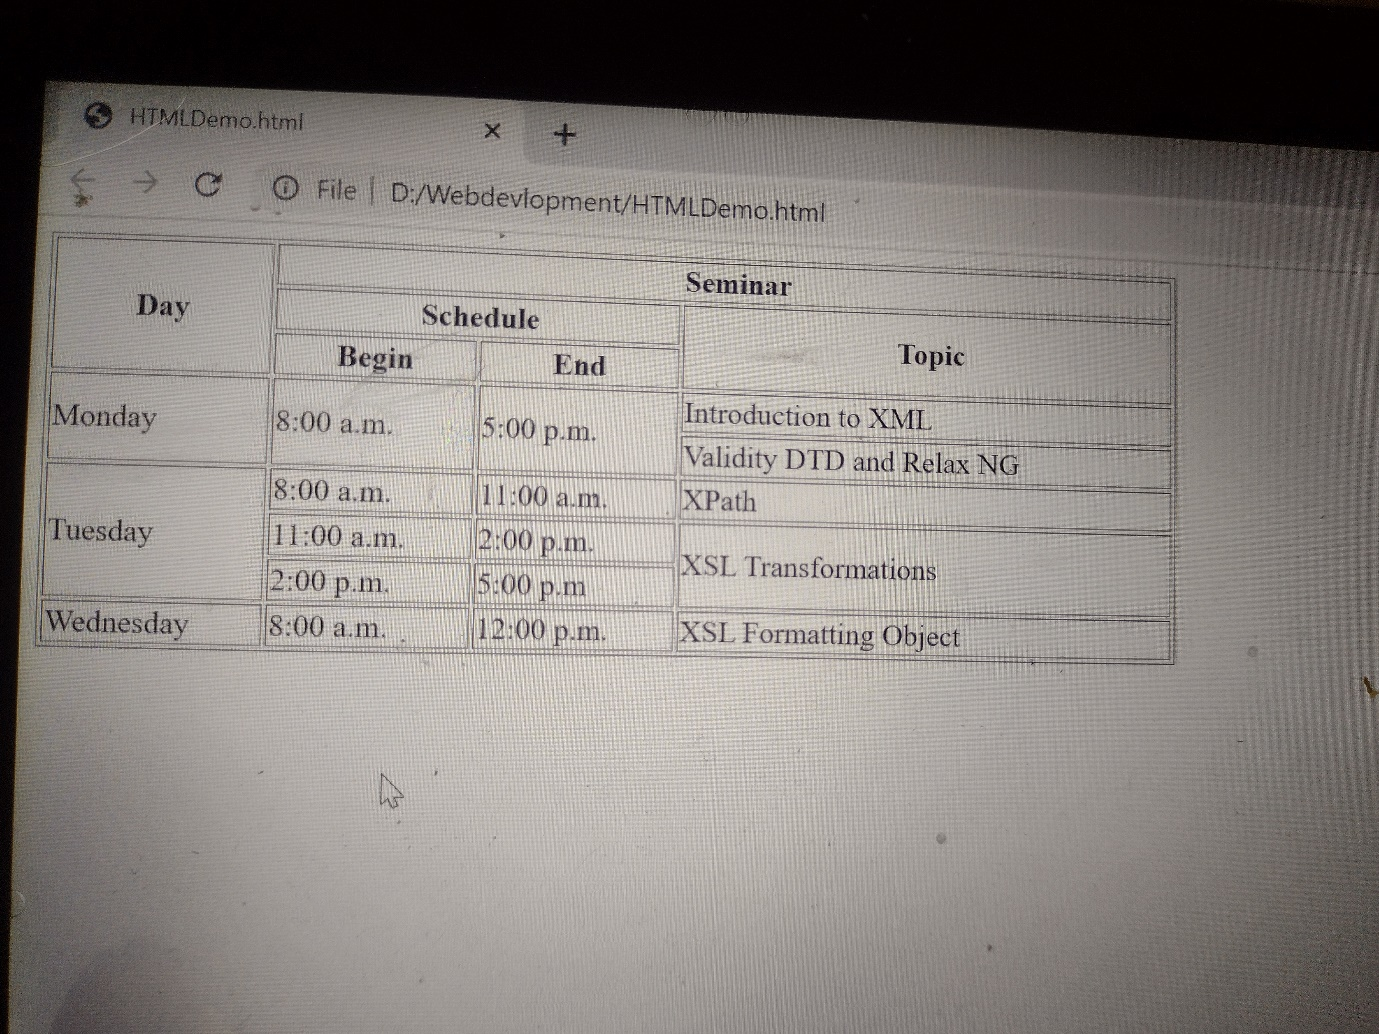 HTMLDemo.html
File | D:/Webdevlopment/HTMLDemo.html
Day Seminar
Schedule Topic
Begin End
Monday 8:00 a.m. 5:00 p.m. Introduction to XML
Validity DTD and Relax NG
Tuesday 8:00 a.m. 11:00 a.m. XPath
11:00 a.m. 2:00 p.m. XSL Transformations
2:00 p.m. 5:00 p.m
Wednesday 8:00 a.m. 12:00 p.m. XSL Formatting Object